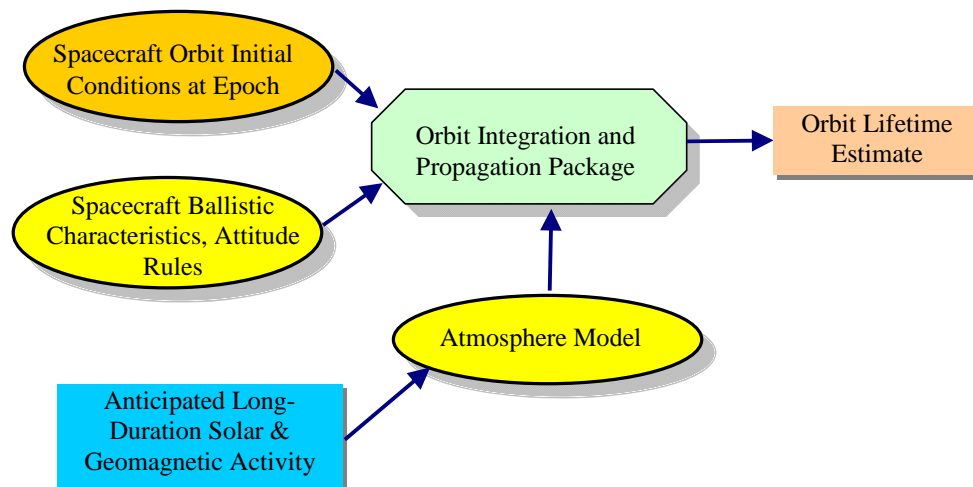 Spacecraft Orbit Initial
Conditions at Epoch
Orbit Integration and
Propagation Package
Orbit Lifetime
Estimate
Spacecraft Ballistic
Characteristics, Attitude
Rules
Atmosphere Model
Anticipated Long-
Duration Solar &
Geomagnetic Activity